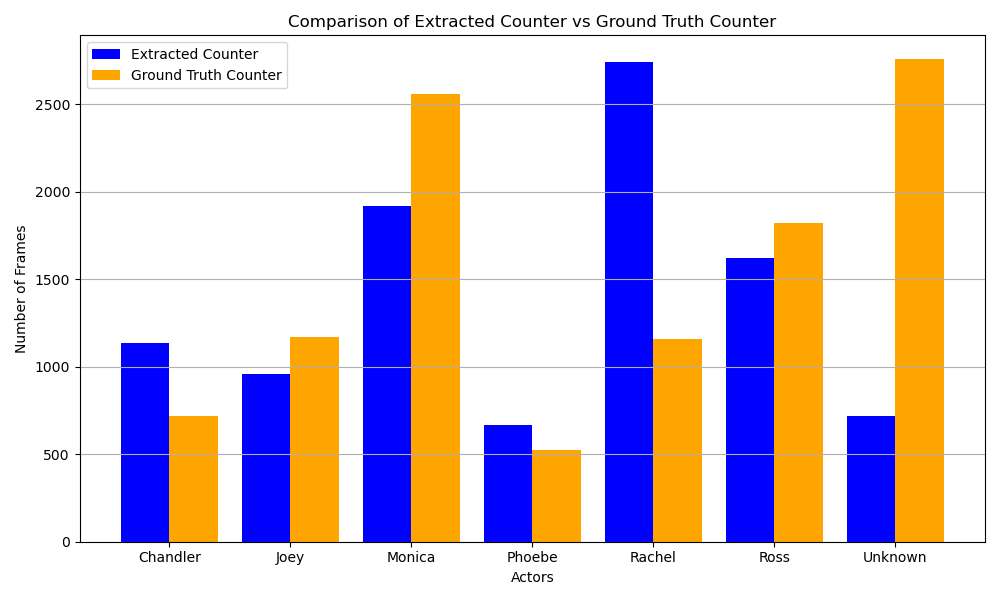 Comparison of Extracted Counter vs Ground Truth Counter
Extracted Counter
Ground Truth Counter
Number of Frames
2500
2000
1500
1000
500
0
Chandler Joey Monica Phoebe Rachel Ross Unknown
Actors